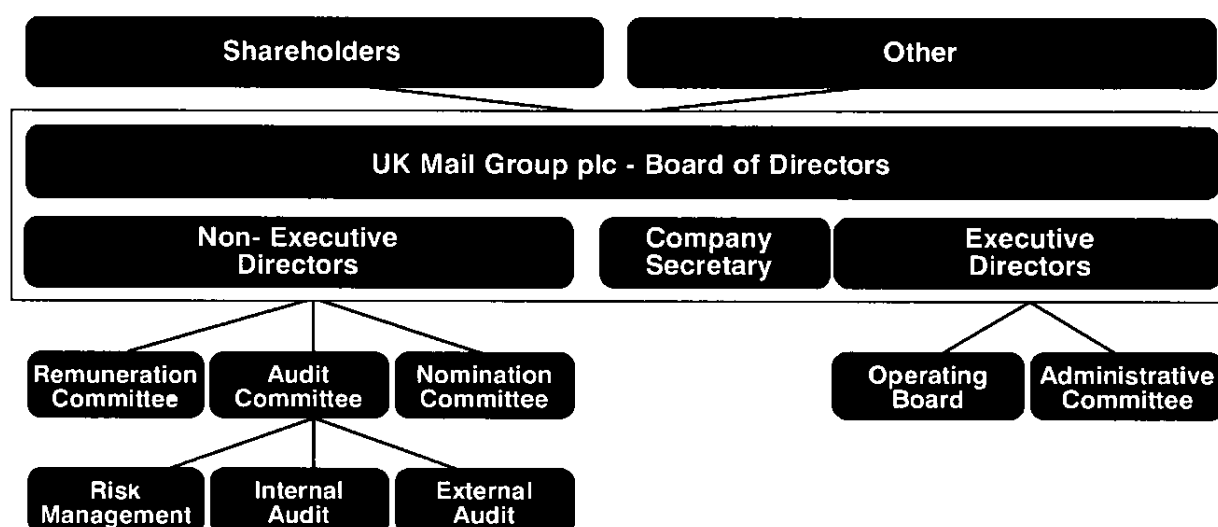 Shareholders
Other
UK Mail Group plc - Board of Directors
Non- Executive
Directors
Company
Secretary
Executive
Directors
Remuneration
Committee
Audit
Committee
Nomination
Committee
Operating
Board
Administrative
Committee
Risk
Management
Internal
Audit
External
Audit